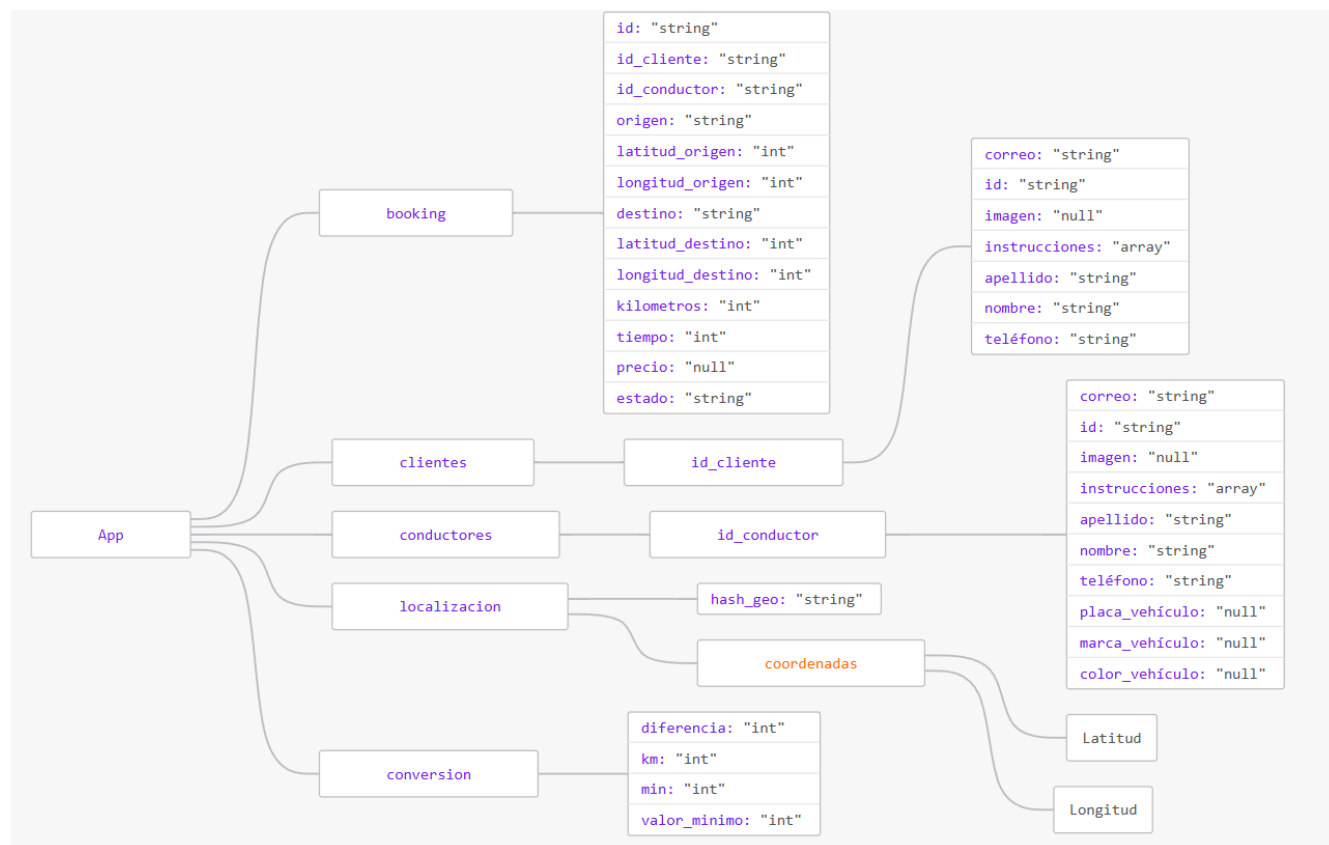 App
booking
id: "string"
id_cliente: "string"
id_conductor: "string"
origen: "string"
latitud_origen: "int"
longitud_origen: "int"
destino: "string"
latitud_destino: "int"
longitud_destino: "int"
kilometros: "int"
tiempo: "int"
precio: "null"
estado: "string"
clientes
id_cliente
correo: "string"
id: "string"
imagen: "null"
instrucciones: "array"
apellido: "string"
nombre: "string"
teléfono: "string"
conductores
id_conductor
correo: "string"
id: "string"
imagen: "null"
instrucciones: "array"
apellido: "string"
nombre: "string"
teléfono: "string"
placa_vehículo: "null"
marca_vehículo: "null"
color_vehículo: "null"
localizacion
hash_geo: "string"
coordenadas
Latitud
Longitud
conversion
diferencia: "int"
km: "int"
min: "int"
valor_minimo: "int"